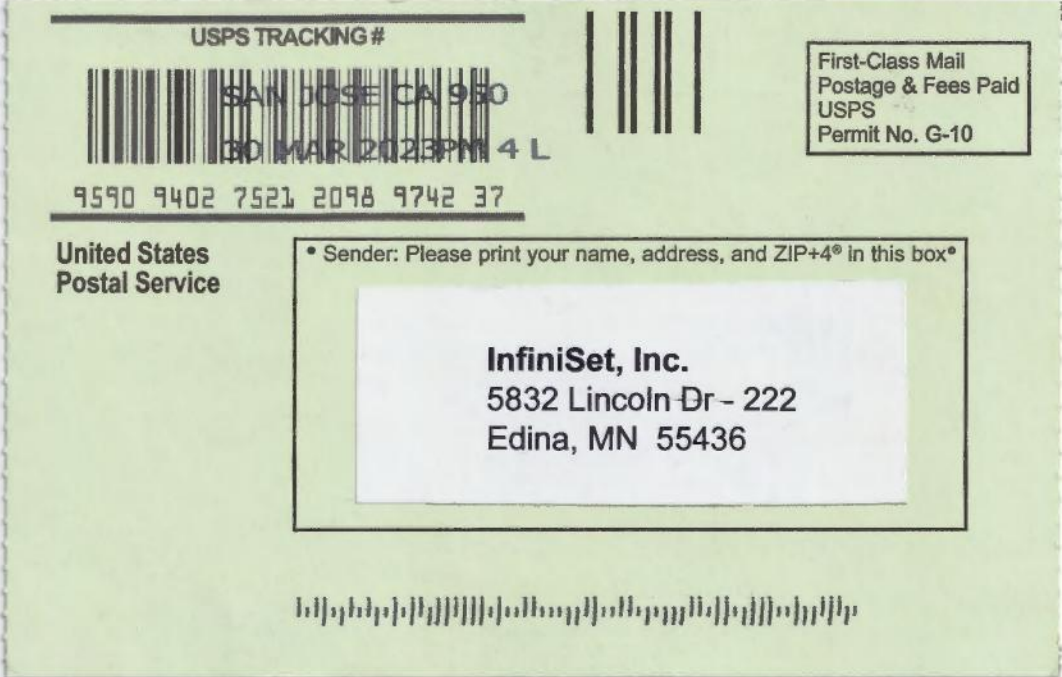 USPS TRACKING #
SAN JOSE CA 950
30 MAR 2023PM 4 L
9590 9402 7521 2098 9742 37
First-Class Mail
Postage & Fees Paid
USPS
Permit No. G-10
United States
Postal Service
• Sender: Please print your name, address, and ZIP+4® in this box•
InfiniSet, Inc.
5832 Lincoln Dr - 222
Edina, MN 55436